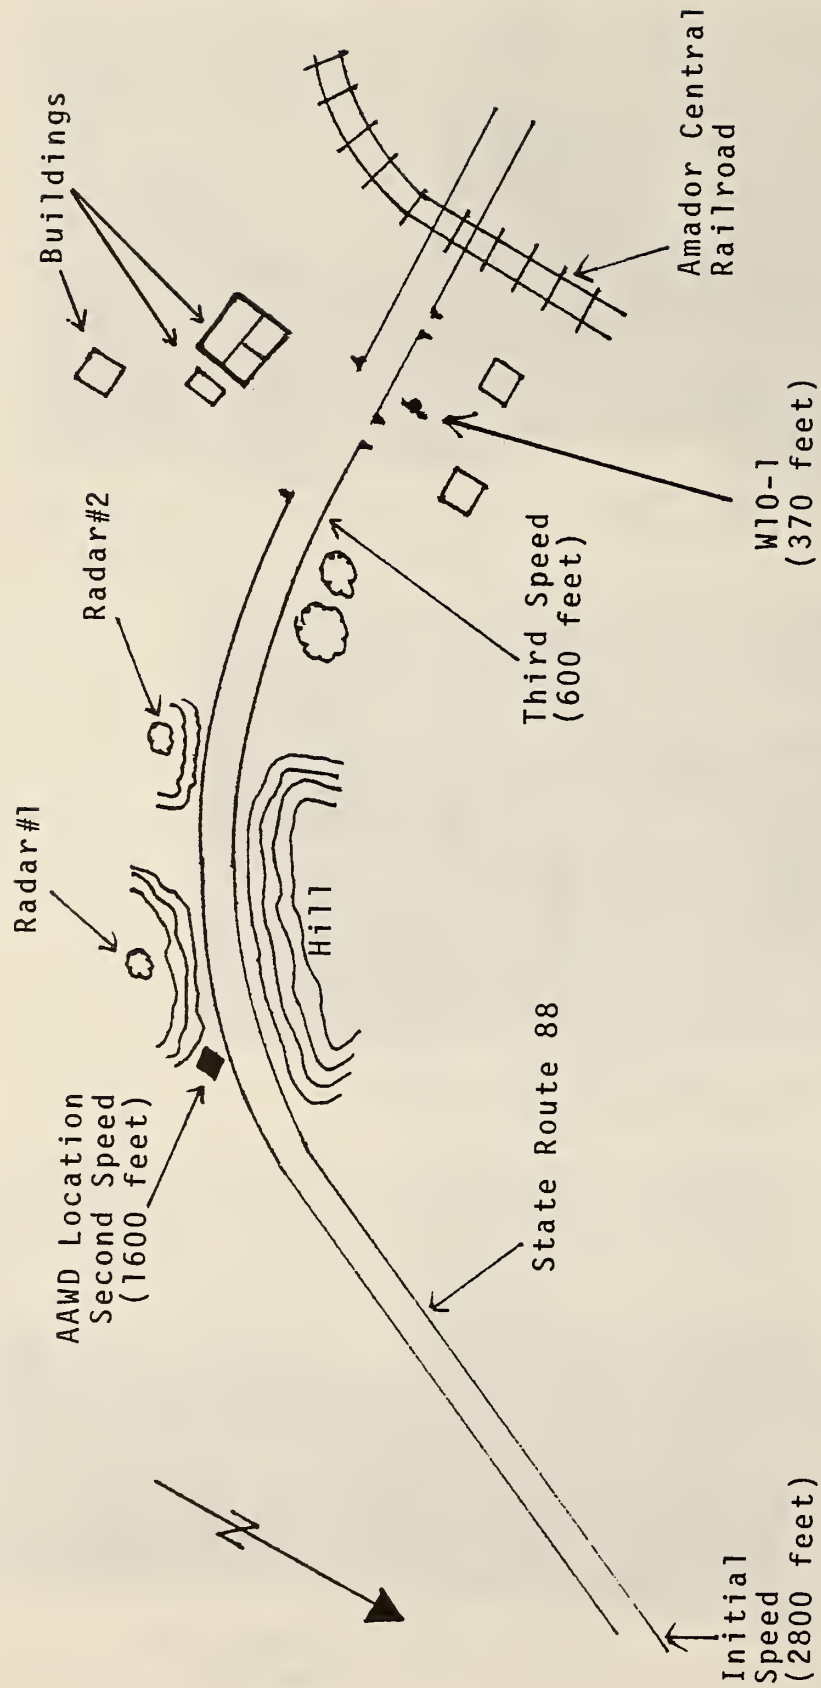 Buildings
Radar#2
Radar#1
AAWD Location
Second Speed
(1600 feet)
Hill
N
Amador Central
Railroad
W10-1
(370 feet)
Third Speed
(600 feet)
State Route 88
Initial
Speed
(2800 feet)